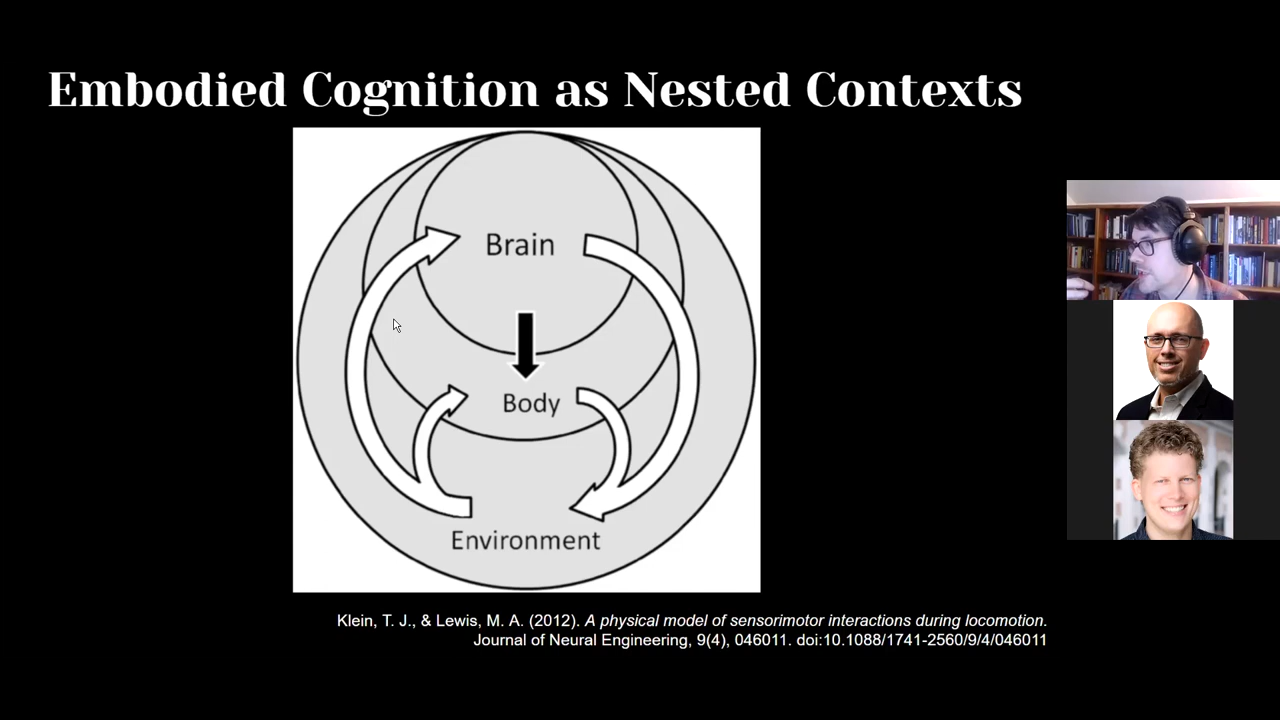 Embodied Cognition as Nested Contexts
Brain
Body
Environment
Klein, T. J., & Lewis, M. A. (2012). A physical model of sensorimotor interactions during locomotion.
Journal of Neural Engineering, 9(4), 046011. doi:10.1088/1741-2560/9/4/046011